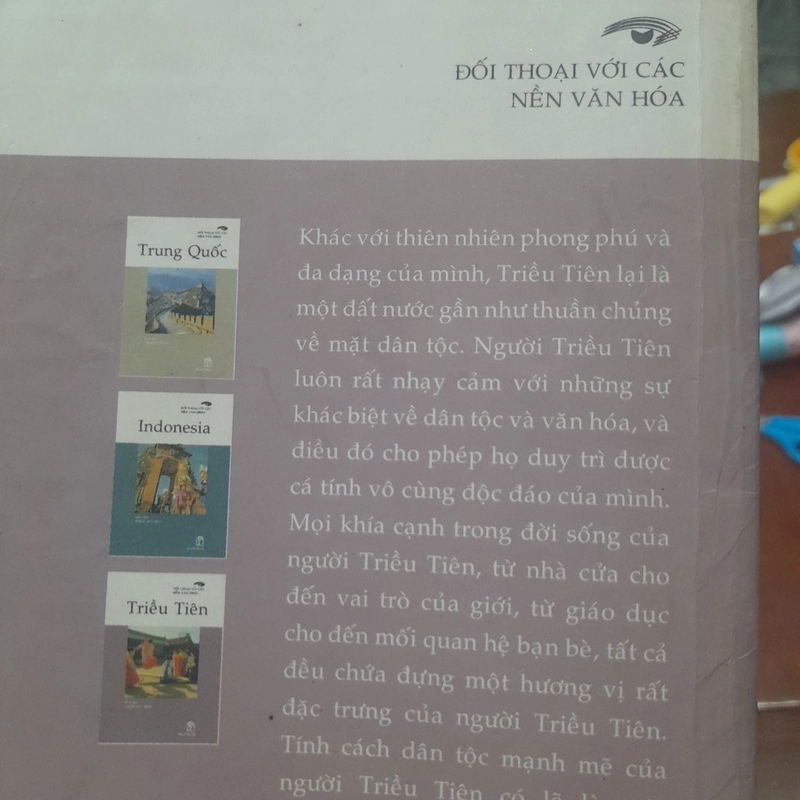 ĐỐI THOẠI VỚI CÁC
NỀN VĂN HÓA
Trung Quốc
Indonesia
Triều Tiên
Khác với thiên nhiên phong phú và
đa dạng của mình, Triều Tiên lại là
một đất nước gần như thuần chủng
về mặt dân tộc. Người Triều Tiên
luôn rất nhạy cảm với những sự
khác biệt về dân tộc và văn hóa, và
điều đó cho phép họ duy trì được
cá tính vô cùng độc đáo của mình.
Mọi khía cạnh trong đời sống của
người Triều Tiên, từ nhà cửa cho
đến vai trò của giới, từ giáo dục
cho đến mối quan hệ bạn bè, tất cả
đều chứa đựng một hương vị rất
đặc trưng của người Triều Tiên.
Tính cách dân tộc mạnh mẽ của
người Triều Tiên có lẽ